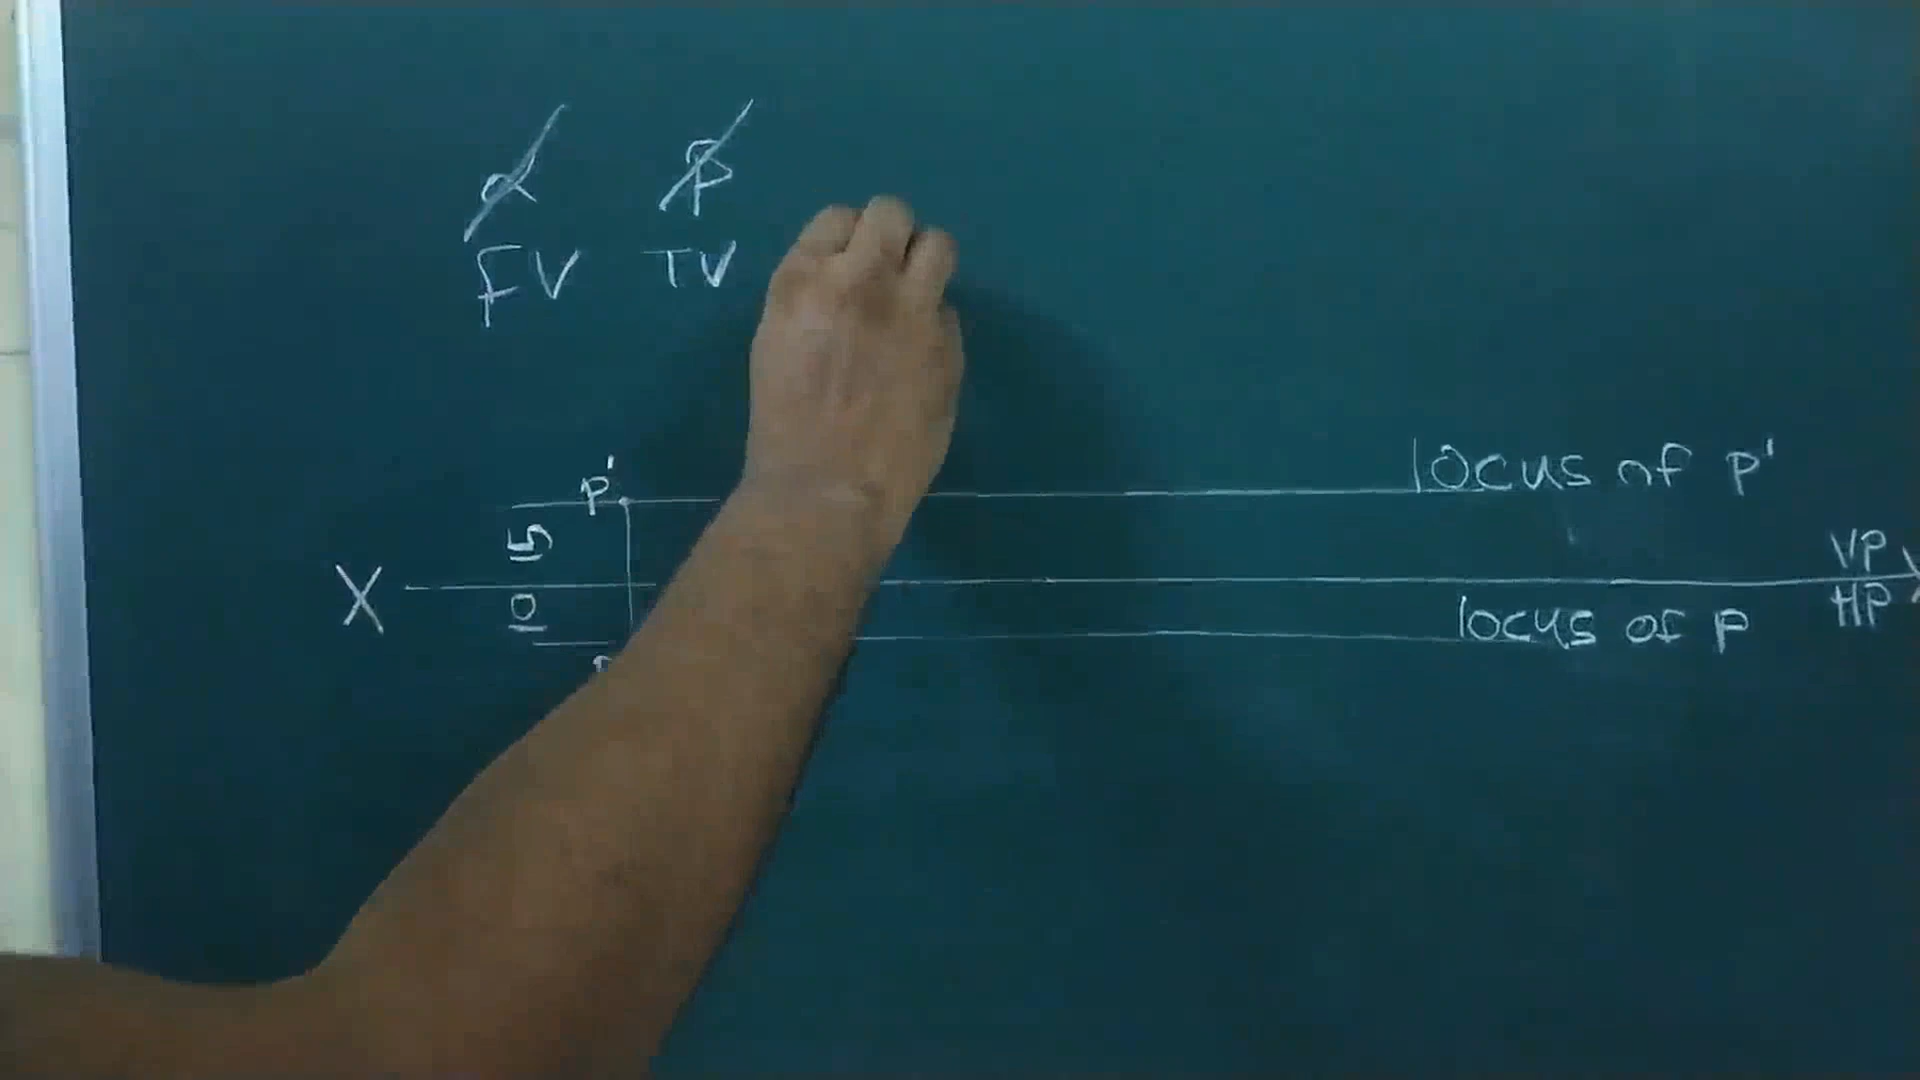 α β
FV TV
p' locus of p'
15
X VP
10 HP
locus of p